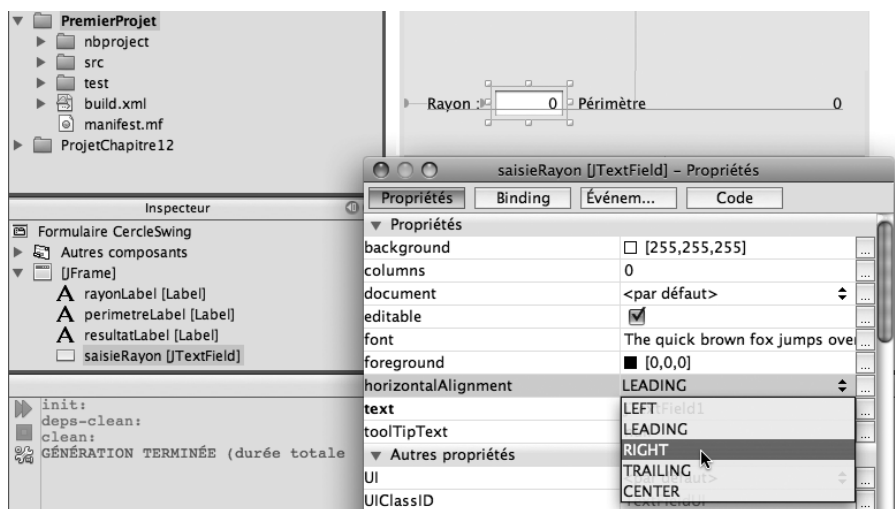 PremierProjet
nbproject
src
test
build.xml
manifest.mf
ProjetChapitre12
Rayon :
0
Périmètre
0
Inspecteur
Formulaire CercleSwing
Autres composants
[JFrame]
rayonLabel [Label]
perimetreLabel [Label]
resultatLabel [Label]
saisieRayon [JTextField]
init:
deps-clean:
clean:
GÉNÉRATION TERMINÉE (durée totale
saisieRayon [JTextField] – Propriétés
Propriétés Binding Événem... Code
Propriétés
background [255,255,255] ...
columns 0 ...
document <par défaut> ...
editable ...
font The quick brown fox jumps over ...
foreground [0,0,0] ...
horizontalAlignment LEADING ...
text ...
toolTipText ...
Autres propriétés
UI ...
UIClassID ...
LEFT
LEADING
RIGHT
TRAILING
CENTER